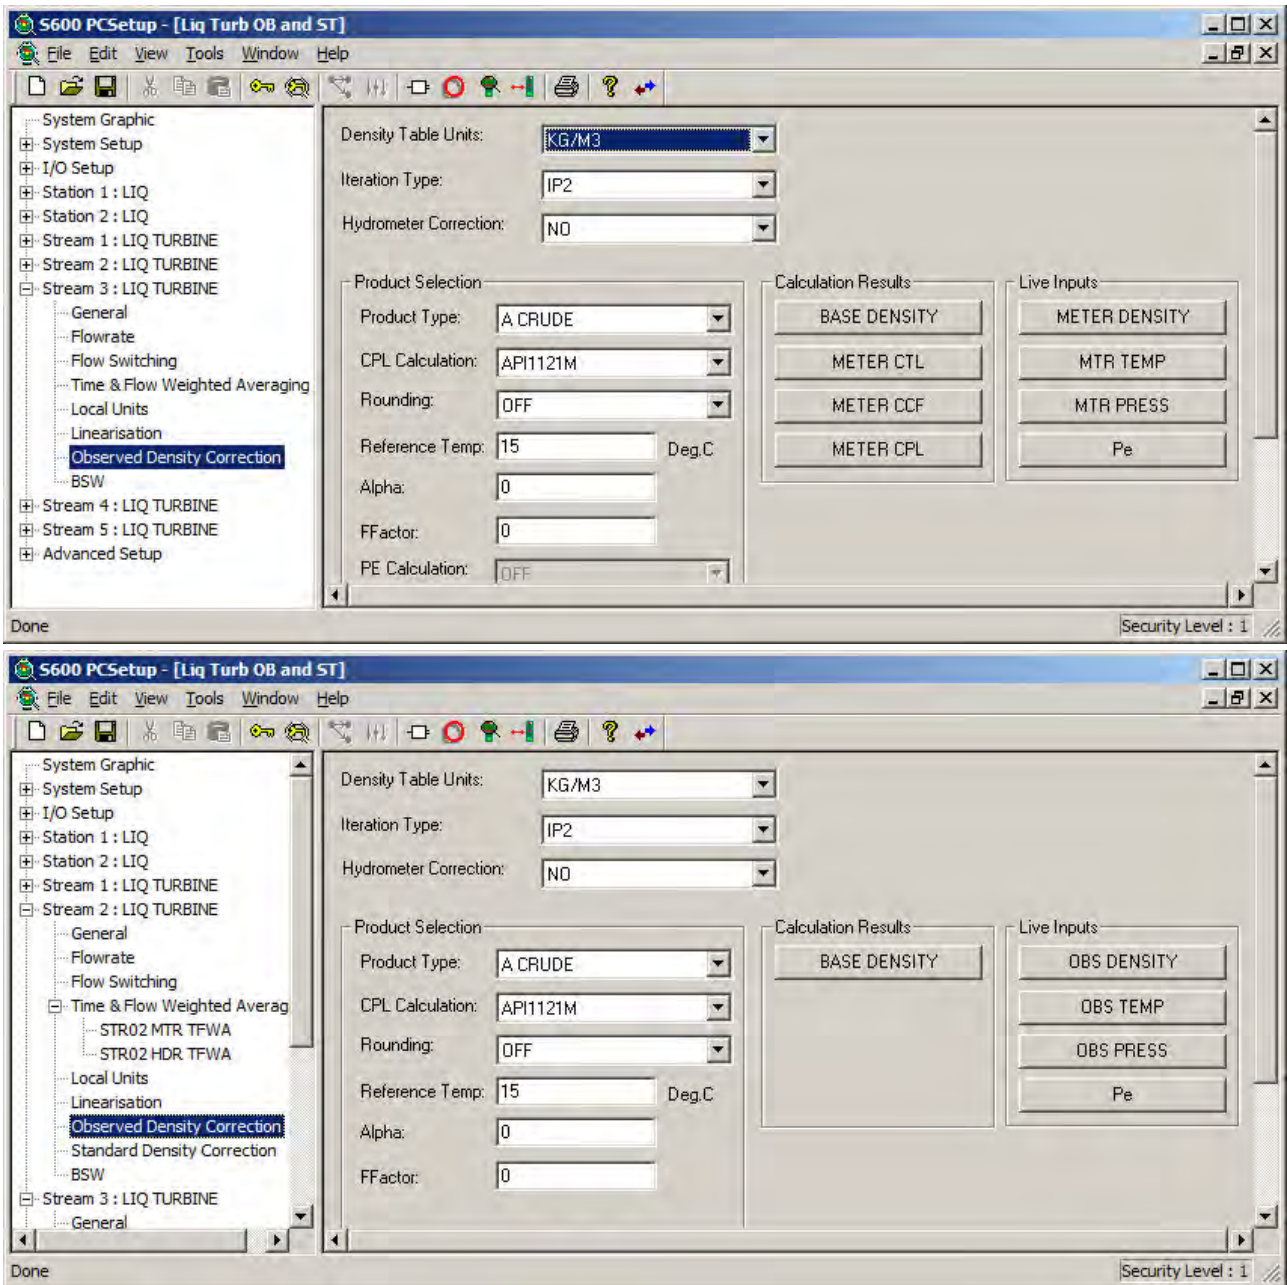 S600 PCSetup - [Liq Turb OB and ST]
File Edit View Tools Window Help
System Graphic
System Setup
I/O Setup
Station 1 : LIQ
Station 2 : LIQ
Stream 1 : LIQ TURBINE
Stream 2 : LIQ TURBINE
Stream 3 : LIQ TURBINE
General
Flowrate
Flow Switching
Time & Flow Weighted Averaging
Local Units
Linearisation
Observed Density Correction
BSW
Stream 4 : LIQ TURBINE
Stream 5 : LIQ TURBINE
Advanced Setup
Density Table Units: KG/M3
Iteration Type: IP2
Hydrometer Correction: NO
Product Selection
Product Type: A CRUDE
CPL Calculation: API1121M
Rounding: OFF
Reference Temp: 15 Deg.C
Alpha: 0
FFactor: 0
PE Calculation: OFF
Calculation Results
BASE DENSITY
METER CTL
METER CCF
METER CPL
Live Inputs
METER DENSITY
MTR TEMP
MTR PRESS
Pe
Done
Security Level : 1
S600 PCSetup - [Liq Turb OB and ST]
File Edit View Tools Window Help
System Graphic
System Setup
I/O Setup
Station 1 : LIQ
Station 2 : LIQ
Stream 1 : LIQ TURBINE
Stream 2 : LIQ TURBINE
General
Flowrate
Flow Switching
Time & Flow Weighted Averag
STR02 MTR TFWA
STR02 HDR TFWA
Local Units
Linearisation
Observed Density Correction
Standard Density Correction
BSW
Stream 3 : LIQ TURBINE
General
Density Table Units: KG/M3
Iteration Type: IP2
Hydrometer Correction: NO
Product Selection
Product Type: A CRUDE
CPL Calculation: API1121M
Rounding: OFF
Reference Temp: 15 Deg.C
Alpha: 0
FFactor: 0
Calculation Results
BASE DENSITY
Live Inputs
OBS DENSITY
OBS TEMP
OBS PRESS
Pe
Done
Security Level : 1